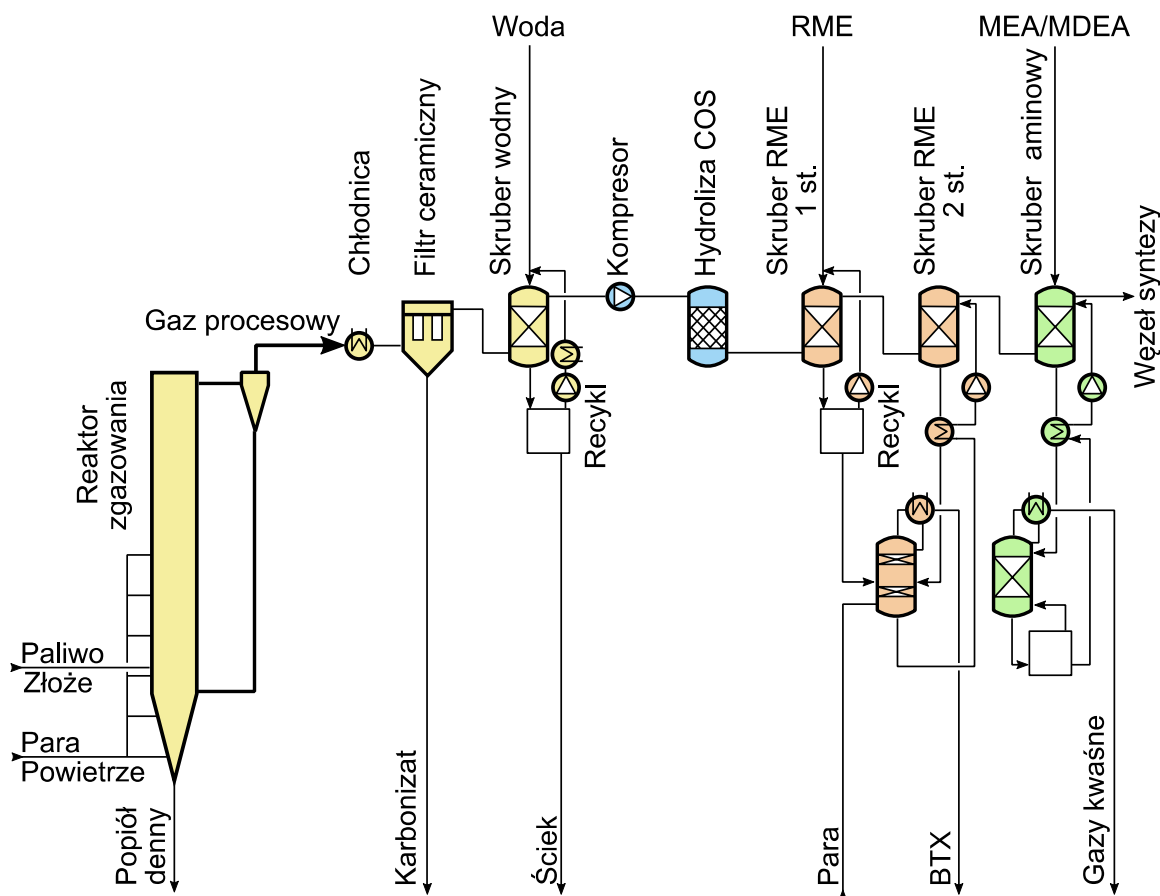 Woda
RME
MEA/MDEA
Chłodnica
Filtr ceramiczny
Skruber wodny
Kompresor
Hydroliza COS
Skruber RME
1 st.
Skruber RME
2 st.
Skruber aminowy
Węzeł syntezy
Gaz procesowy
Reaktor
zgazowania
Recykl
Recykl
Paliwo
Złoże
Para
Powietrze
Popiół
denny
Karbonizat
Ściek
Para
BTX
Gazy kwaśne